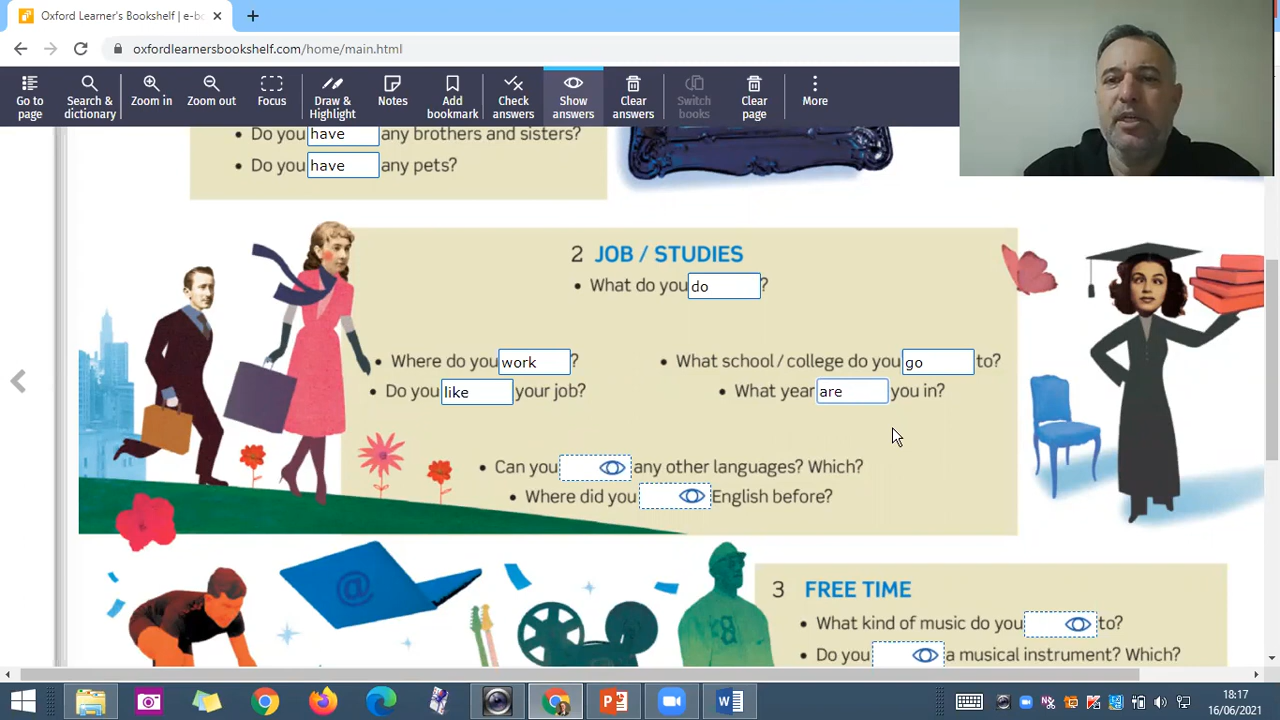 Oxford Learner's Bookshelf | e-bo
oxfordlearnersbookshelf.com/home/main.html
Go to page
Search & dictionary
Zoom in
Zoom out
Focus
Draw & Highlight
Notes
Add bookmark
Check answers
Show answers
Clear answers
Switch books
Clear page
More
• Do you have any brothers and sisters?
• Do you have any pets?
2 JOB / STUDIES
• What do you do ?
• Where do you work ?
• Do you like your job?
• What school / college do you go to?
• What year are you in?
• Can you any other languages? Which?
• Where did you English before?
@
8
3 FREE TIME
• What kind of music do you to?
• Do you a musical instrument? Which?
18:17
16/06/2021